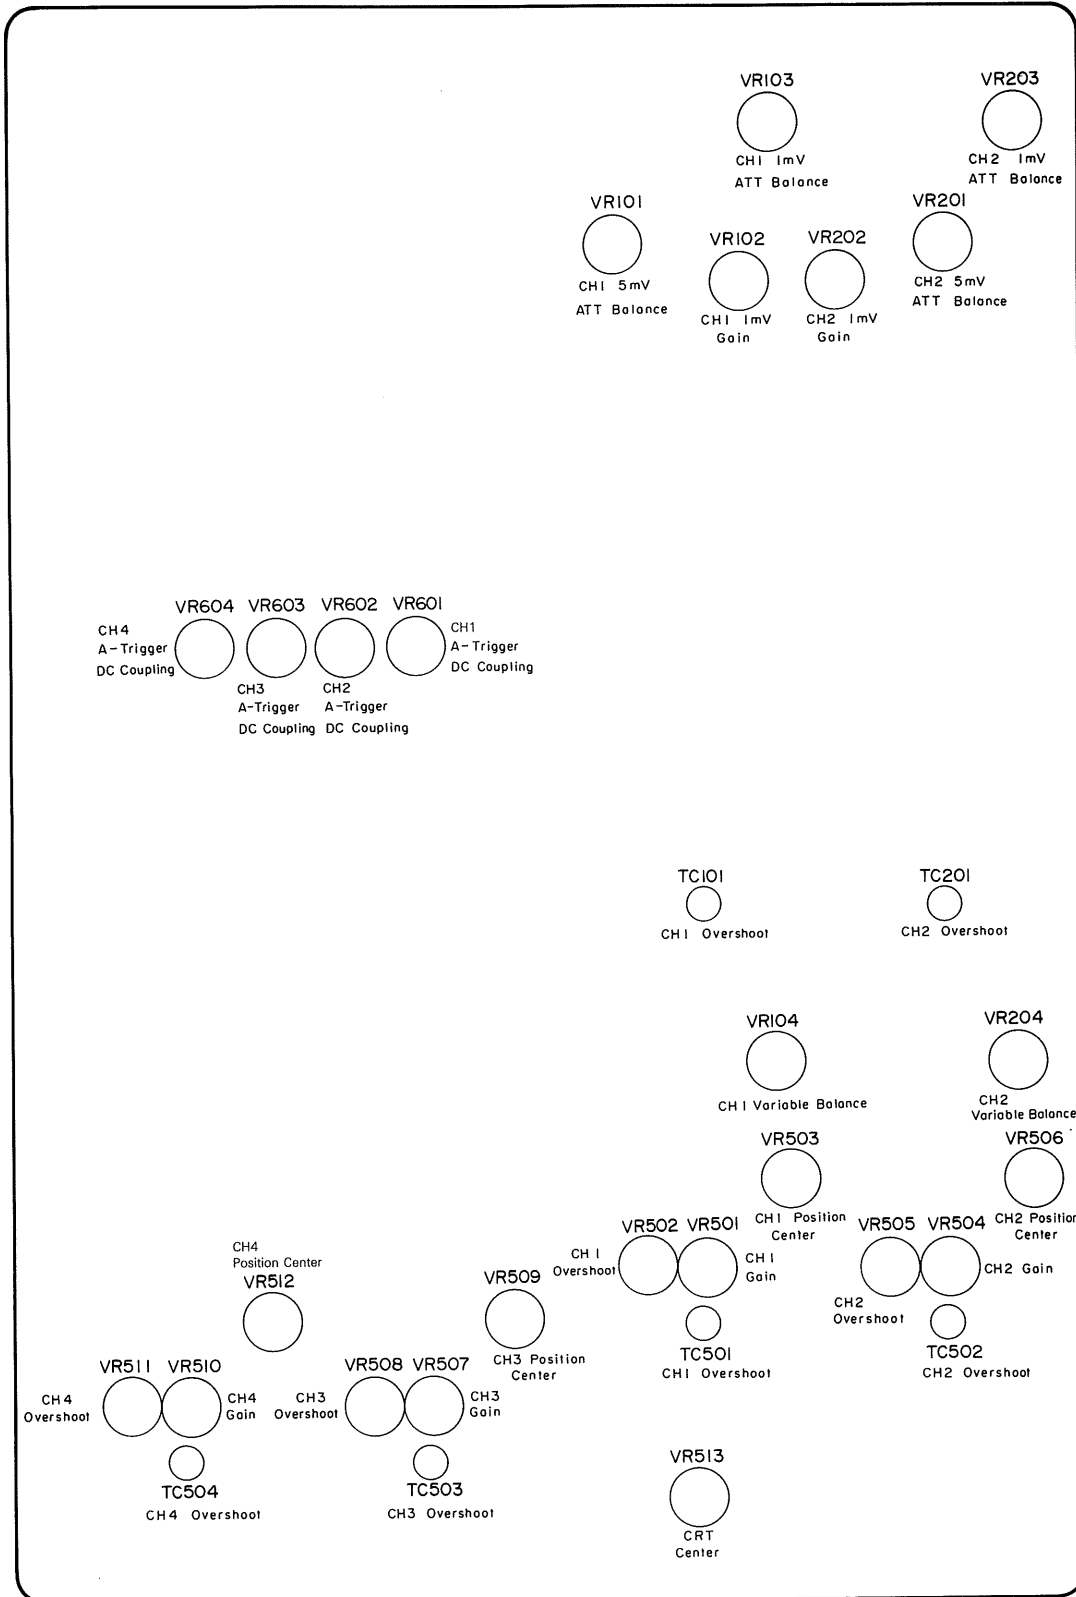 VR103
CH1 1mV
ATT Balance
VR203
CH2 1mV
ATT Balance
VR101
CH1 5mV
ATT Balance
VR102
CH1 1mV
Gain
VR202
CH2 1mV
Gain
VR201
CH2 5mV
ATT Balance
VR604
CH4
A-Trigger
DC Coupling
VR603
CH3
A-Trigger
DC Coupling
VR602
CH2
A-Trigger
DC Coupling
VR601
CH1
A-Trigger
DC Coupling
TC101
CH1 Overshoot
TC201
CH2 Overshoot
VR104
CH1 Variable Balance
VR204
CH2
Variable Balance
VR503
CH1 Position
Center
VR506
CH2 Position
Center
VR502
CH1
Overshoot
VR501
CH1
Gain
VR505
CH2
Overshoot
VR504
CH2 Gain
TC501
CH1 Overshoot
TC502
CH2 Overshoot
CH4
Position Center
VR512
VR509
CH3 Position
Center
VR511
CH4
Overshoot
VR510
CH4
Gain
VR508
CH3
Overshoot
VR507
CH3
Gain
TC504
CH4 Overshoot
TC503
CH3 Overshoot
VR513
CRT
Center